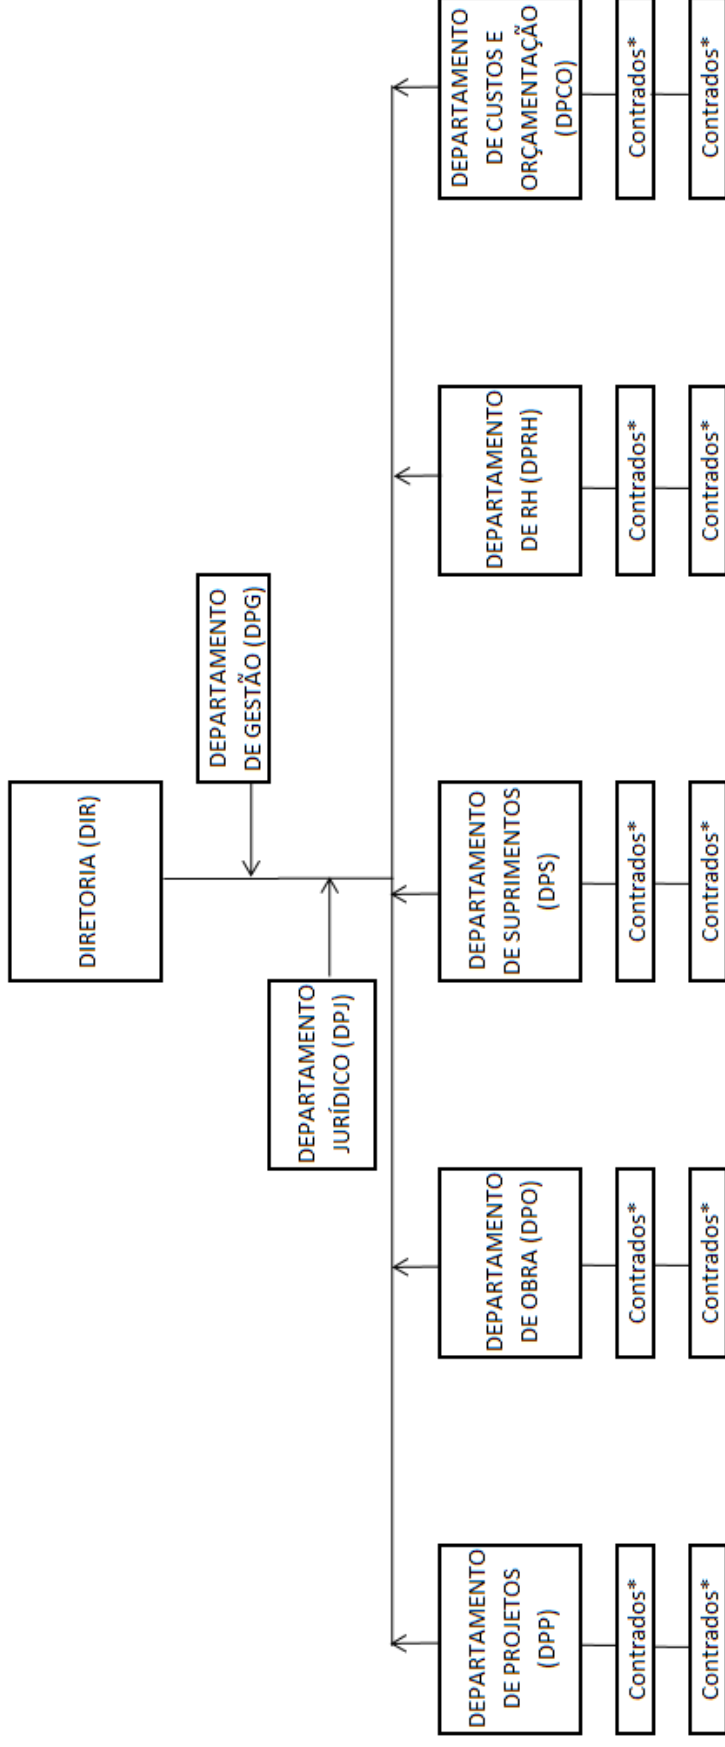 DIRETORIA (DIR)
DEPARTAMENTO
DE GESTÃO (DPG)
DEPARTAMENTO
JURÍDICO (DPJ)
DEPARTAMENTO
DE PROJETOS
(DPP)
DEPARTAMENTO
DE OBRA (DPO)
DEPARTAMENTO
DE SUPRIMENTOS
(DPS)
DEPARTAMENTO
DE RH (DPRH)
DEPARTAMENTO
DE CUSTOS E
ORÇAMENTAÇÃO
(DPCO)
Contrados*
Contrados*
Contrados*
Contrados*
Contrados*
Contrados*
Contrados*
Contrados*
Contrados*
Contrados*